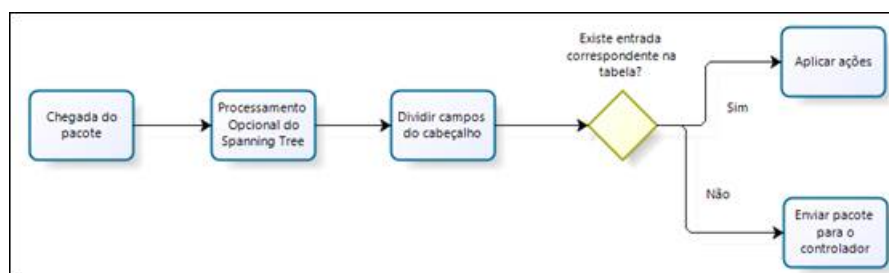 Chegada do
pacote
Processamento
Opcional do
Spanning Tree
Dividir campos
do cabeçalho
Existe entrada
correspondente na
tabela?
Sim
Aplicar ações
Não
Enviar pacote
para o
controlador